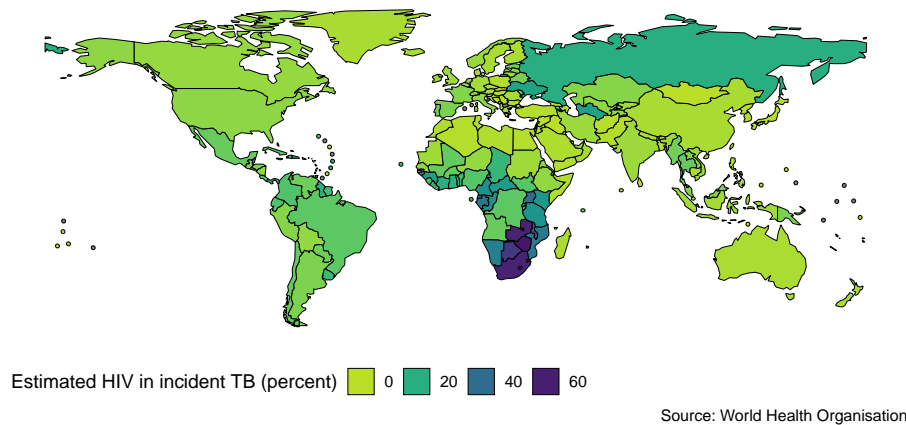 Estimated HIV in incident TB (percent) 0 20 40 60
Source: World Health Organisation